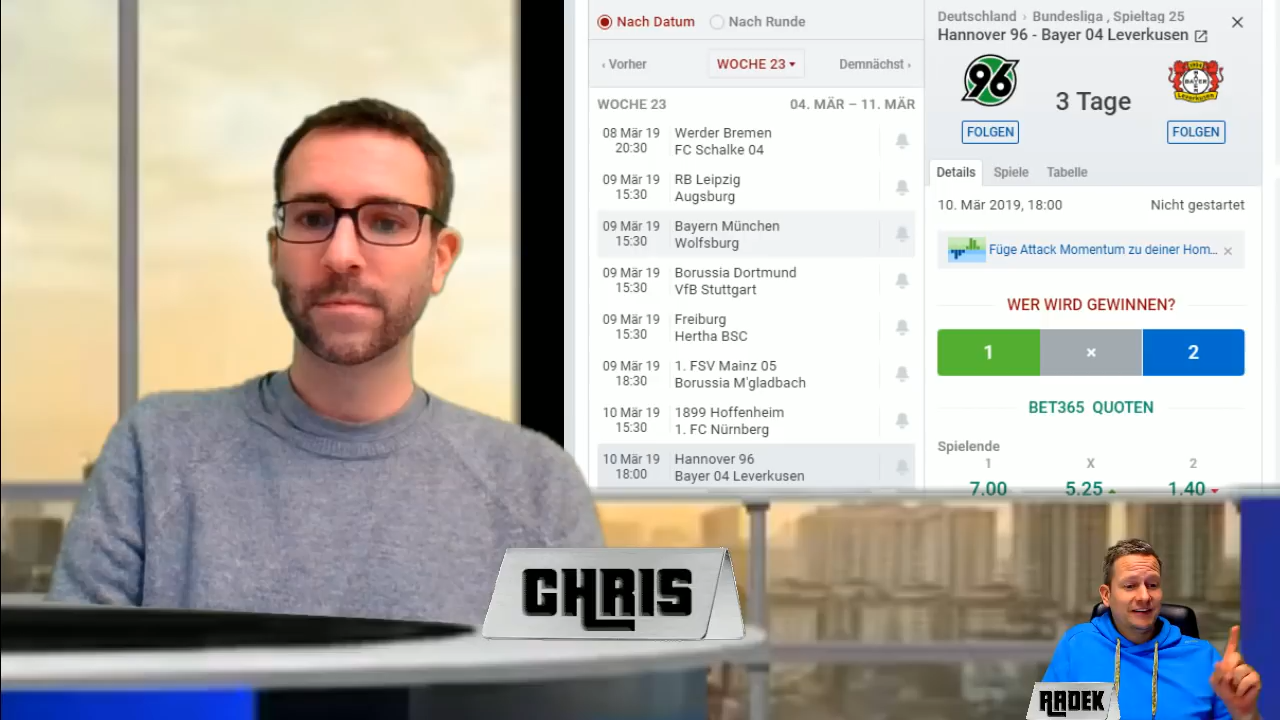 Nach Datum
Nach Runde
‹ Vorher
WOCHE 23
Demnächst ›
WOCHE 23
04. MÄR – 11. MÄR
08 Mär 19
20:30
Werder Bremen
FC Schalke 04
09 Mär 19
15:30
RB Leipzig
Augsburg
09 Mär 19
15:30
Bayern München
Wolfsburg
09 Mär 19
15:30
Borussia Dortmund
VfB Stuttgart
09 Mär 19
15:30
Freiburg
Hertha BSC
09 Mär 19
18:30
1. FSV Mainz 05
Borussia M'gladbach
10 Mär 19
15:30
1899 Hoffenheim
1. FC Nürnberg
10 Mär 19
18:00
Hannover 96
Bayer 04 Leverkusen
Deutschland › Bundesliga , Spieltag 25
Hannover 96 - Bayer 04 Leverkusen
96
3 Tage
FOLGEN
FOLGEN
Details
Spiele
Tabelle
10. Mär 2019, 18:00
Nicht gestartet
Füge Attack Momentum zu deiner Hom...
WER WIRD GEWINNEN?
1
×
2
BET365 QUOTEN
Spielende
1
X
2
7.00
5.25
1.40
CHRIS
RADEK